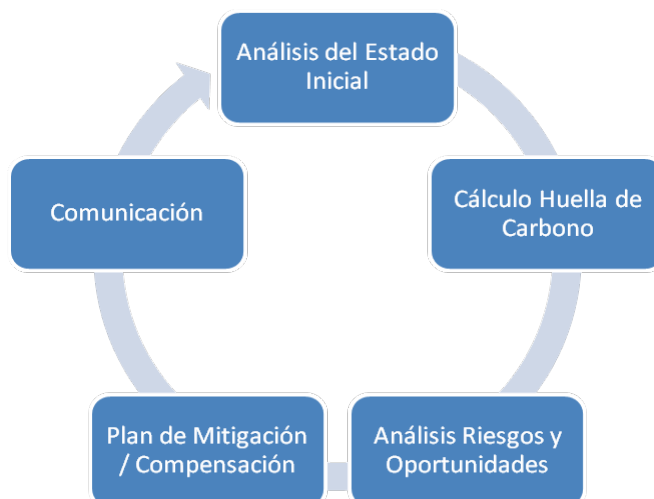 Análisis del Estado
Inicial
Cálculo Huella de
Carbono
Análisis Riesgos y
Oportunidades
Plan de Mitigación
/ Compensación
Comunicación